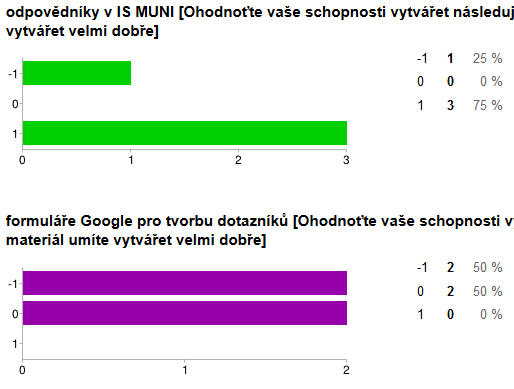 odpovědníky v IS MUNI [Ohodnoťte vaše schopnosti vytvářet následuj
vytvářet velmi dobře]
-1 1 25 %
0 0 0 %
1 3 75 %
-1
0
1
0 1 2 3
formuláře Google pro tvorbu dotazníků [Ohodnoťte vaše schopnosti v
materiál umíte vytvářet velmi dobře]
-1 2 50 %
0 2 50 %
1 0 0 %
-1
0
1
0 1 2